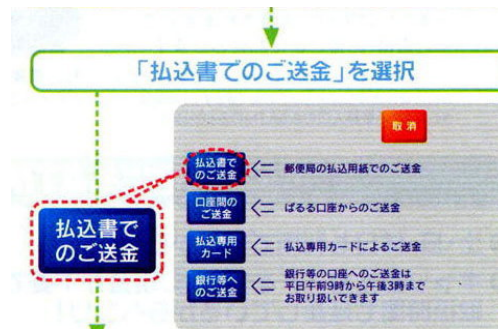 「払込書でのご送金」を選択
取消
払込書で
のご送金
郵便局の払込用紙でのご送金
口座間の
ご送金
ぱるる口座からのご送金
払込専用
カード
払込専用カードによるご送金
銀行等へ
のご送金
銀行等の口座へのご送金は
平日午前9時から午後3時まで
お取り扱いできます
払込書で
のご送金